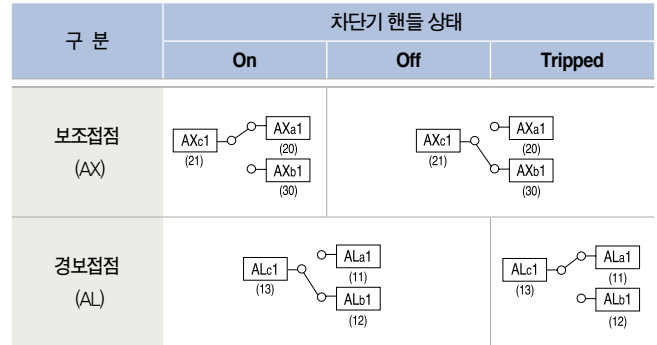 구 분
차단기 핸들 상태
On
Off
Tripped
보조접점
(AX)
AXc1
(21)
AXa1
(20)
AXb1
(30)
AXc1
(21)
AXa1
(20)
AXb1
(30)
경보접점
(AL)
ALc1
(13)
ALa1
(11)
ALb1
(12)
ALc1
(13)
ALa1
(11)
ALb1
(12)